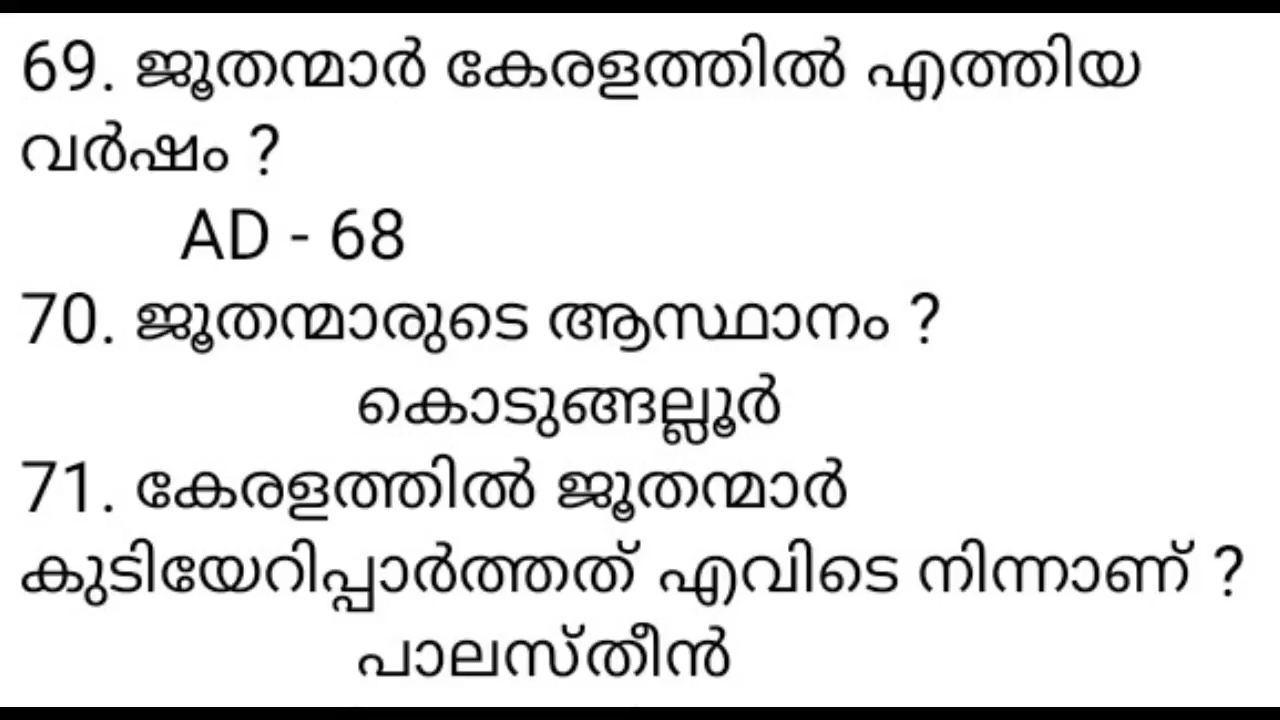 69. ജൂതന്മാർ കേരളത്തിൽ എത്തിയ
വർഷം ?
AD - 68
70. ജൂതന്മാരുടെ ആസ്ഥാനം ?
കൊടുങ്ങല്ലൂർ
71. കേരളത്തിൽ ജൂതന്മാർ
കുടിയേറിപ്പാർത്തത് എവിടെ നിന്നാണ് ?
പാലസ്തീൻ